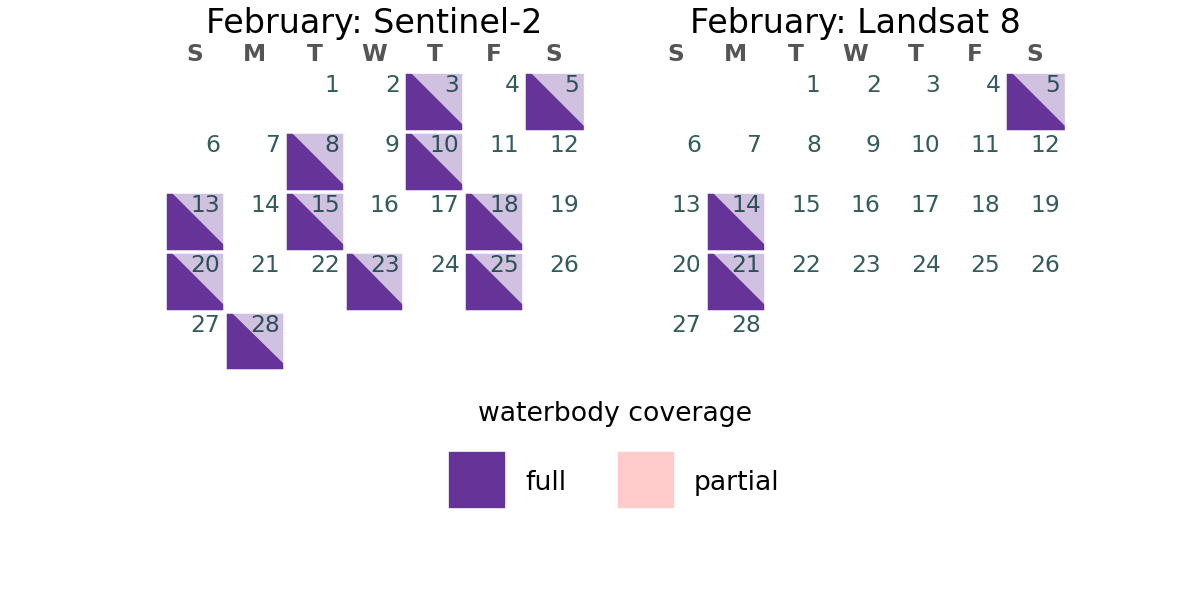 February: Sentinel-2
S M T W T F S
1 2 3 4 5
6 7 8 9 10 11 12
13 14 15 16 17 18 19
20 21 22 23 24 25 26
27 28
February: Landsat 8
S M T W T F S
1 2 3 4 5
6 7 8 9 10 11 12
13 14 15 16 17 18 19
20 21 22 23 24 25 26
27 28
waterbody coverage
full partial